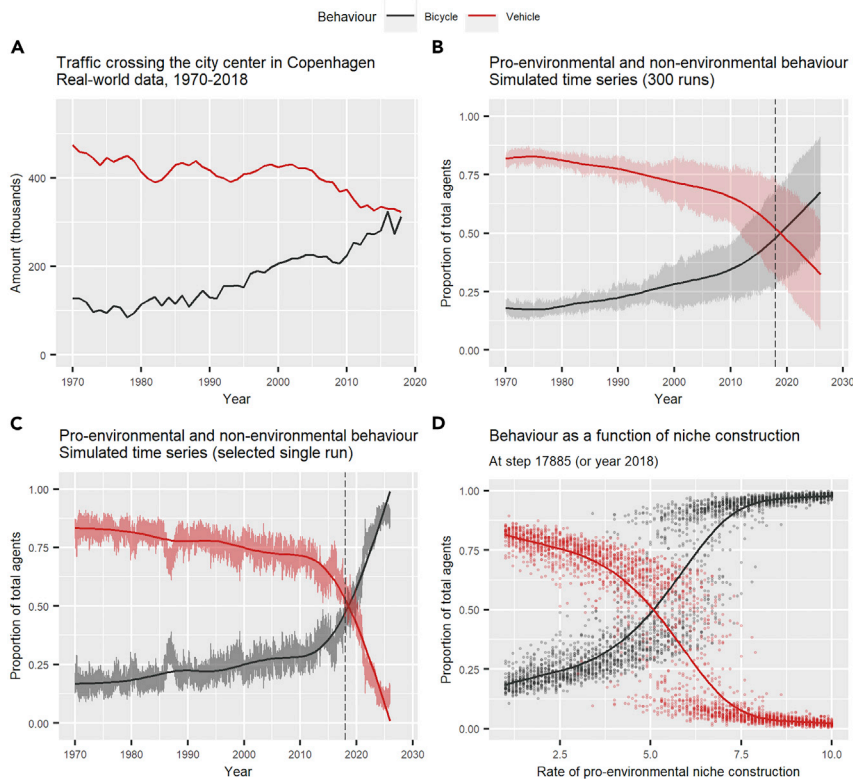 Behaviour Bicycle Vehicle
A
Traffic crossing the city center in Copenhagen
Real-world data, 1970-2018
Amount (thousands)
400
200
0
1970 1980 1990 2000 2010 2020
Year
B
Pro-environmental and non-environmental behaviour
Simulated time series (300 runs)
Proportion of total agents
1.00
0.75
0.50
0.25
0.00
1970 1980 1990 2000 2010 2020 2030
Year
C
Pro-environmental and non-environmental behaviour
Simulated time series (selected single run)
Proportion of total agents
1.00
0.75
0.50
0.25
0.00
1970 1980 1990 2000 2010 2020 2030
Year
D
Behaviour as a function of niche construction
At step 17885 (or year 2018)
Proportion of total agents
1.00
0.75
0.50
0.25
0.00
2.5 5.0 7.5 10.0
Rate of pro-environmental niche construction